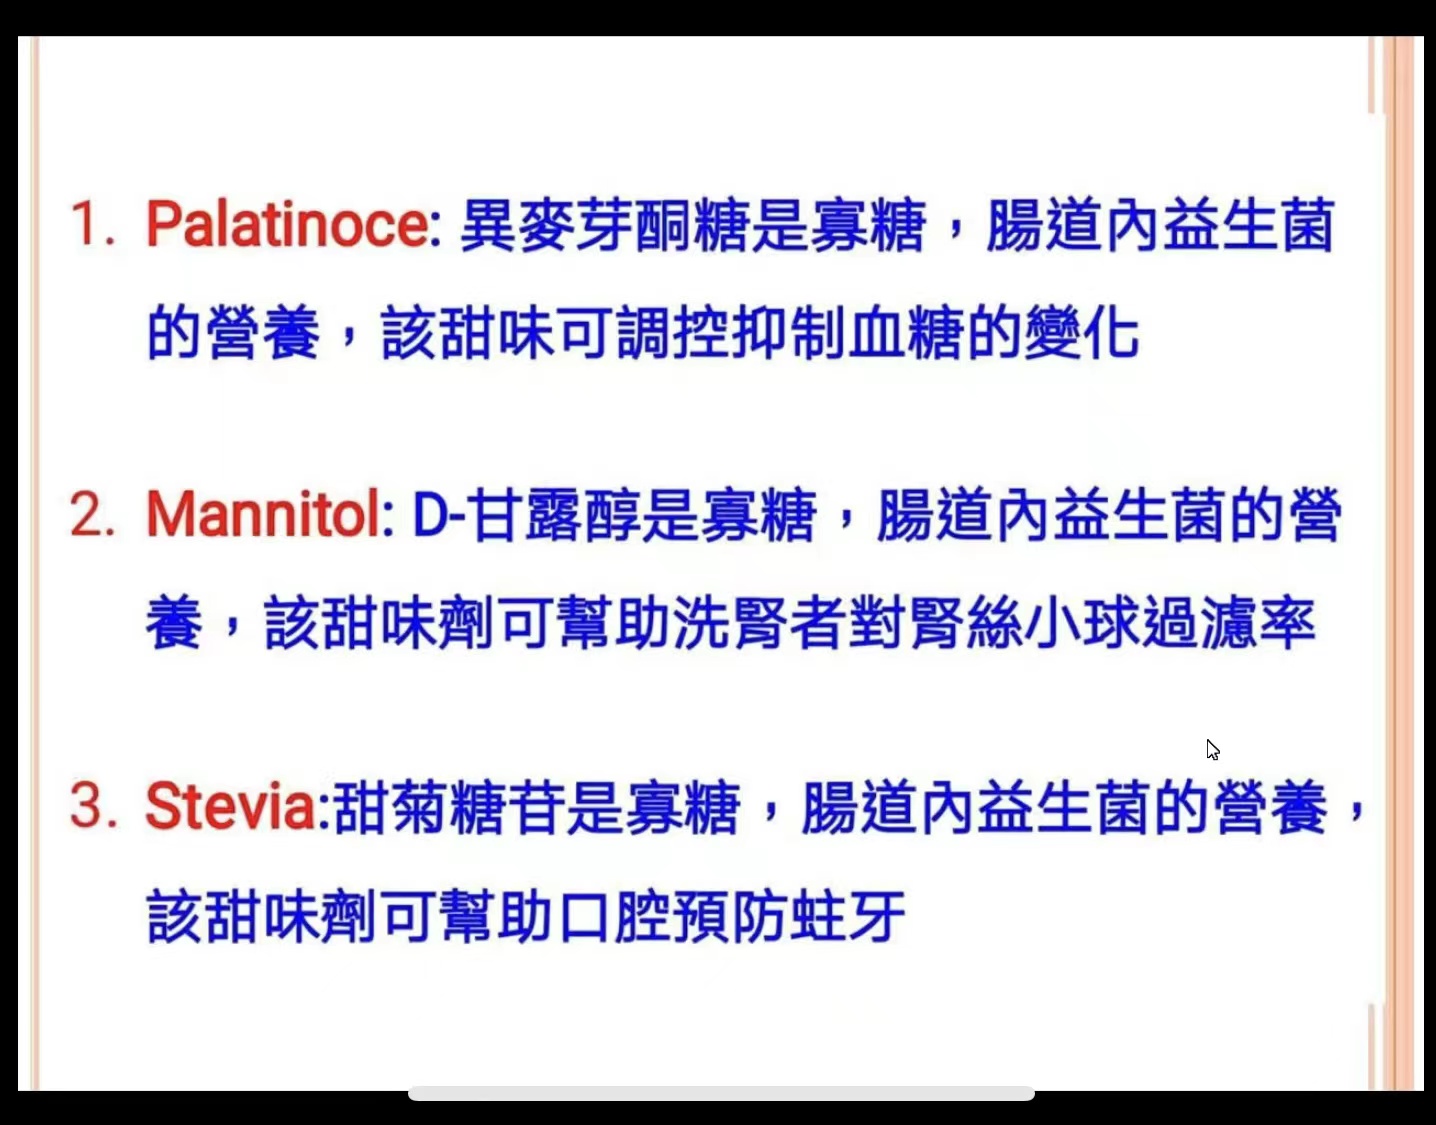 1. Palatinoce: 異麥芽酮糖是寡糖，腸道內益生菌
的營養，該甜味可調控抑制血糖的變化
2. Mannitol: D-甘露醇是寡糖，腸道內益生菌的營
養，該甜味劑可幫助洗腎者對腎絲小球過濾率
3. Stevia:甜菊糖苷是寡糖，腸道內益生菌的營養，
該甜味劑可幫助口腔預防蛀牙